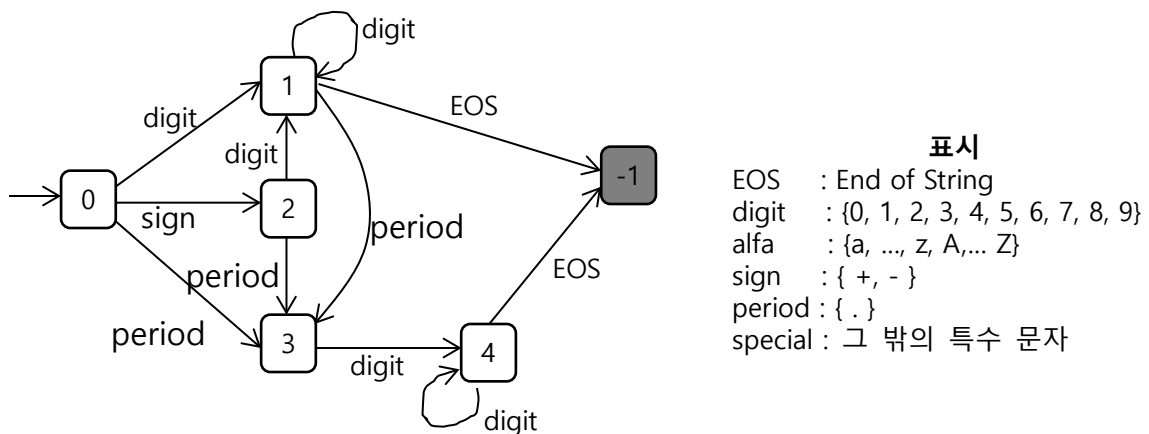 digit
1
EOS
digit
digit
-1
0
2
sign
period
period
EOS
period
3
4
digit
digit
표시
EOS : End of String
digit : {0, 1, 2, 3, 4, 5, 6, 7, 8, 9}
alfa : {a, ..., z, A,... Z}
sign : { +, - }
period : { . }
special : 그 밖의 특수 문자